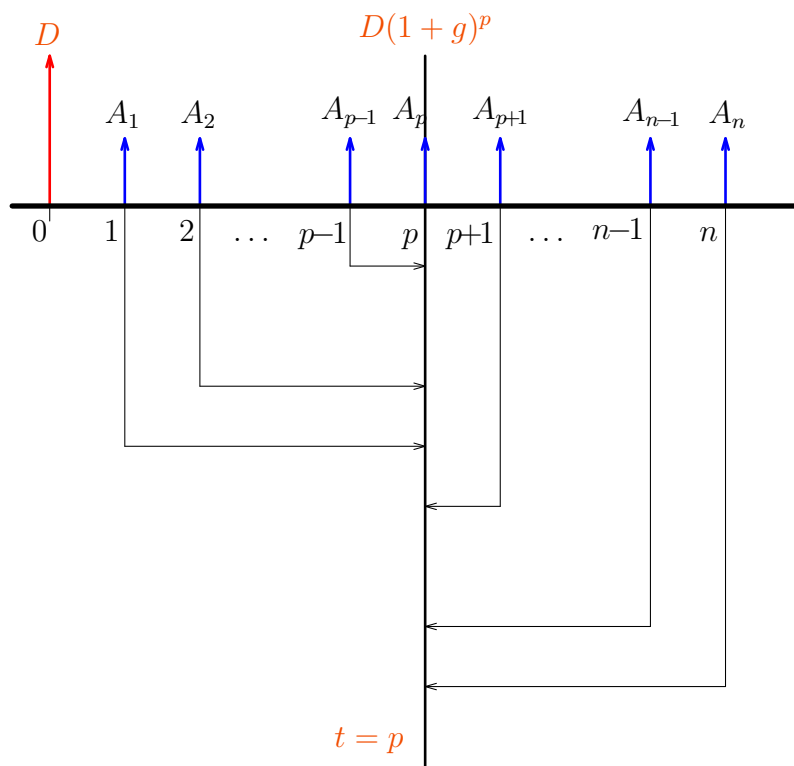 D D(1 + g)^p
A_1 A_2 A_{p−1} A_p A_{p+1} A_{n−1} A_n
0 1 2 ... p−1 p p+1 ... n−1 n
t = p